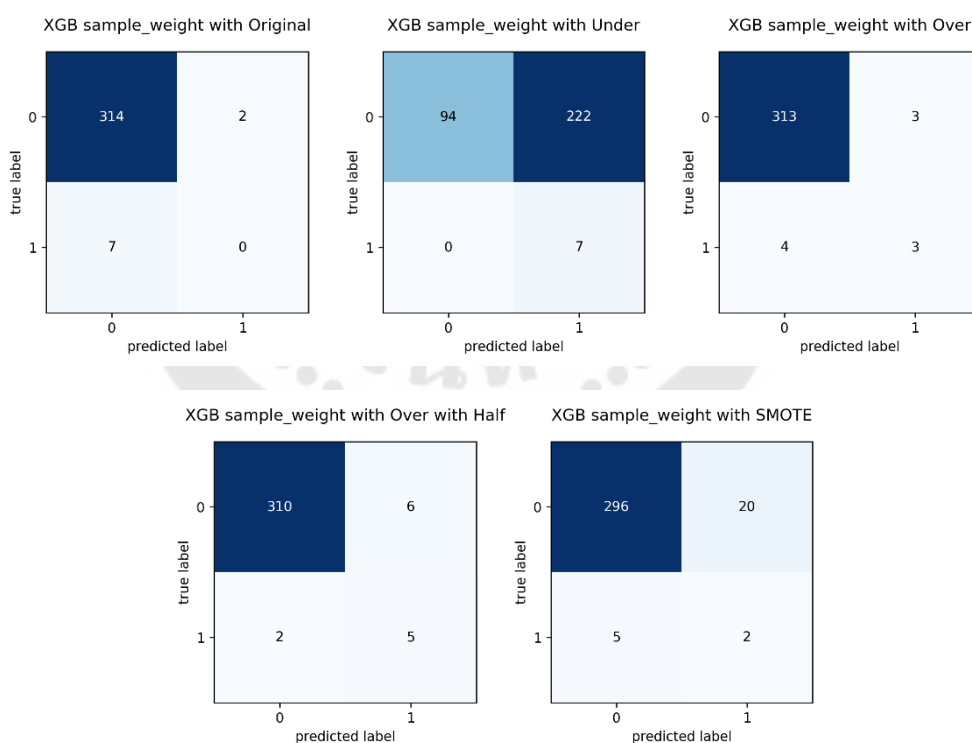 XGB sample_weight with Original
0
314
2
true label
1
7
0
0
1
predicted label
XGB sample_weight with Under
0
94
222
true label
1
0
7
0
1
predicted label
XGB sample_weight with Over
0
313
3
true label
1
4
3
0
1
predicted label
XGB sample_weight with Over with Half
0
310
6
true label
1
2
5
0
1
predicted label
XGB sample_weight with SMOTE
0
296
20
true label
1
5
2
0
1
predicted label